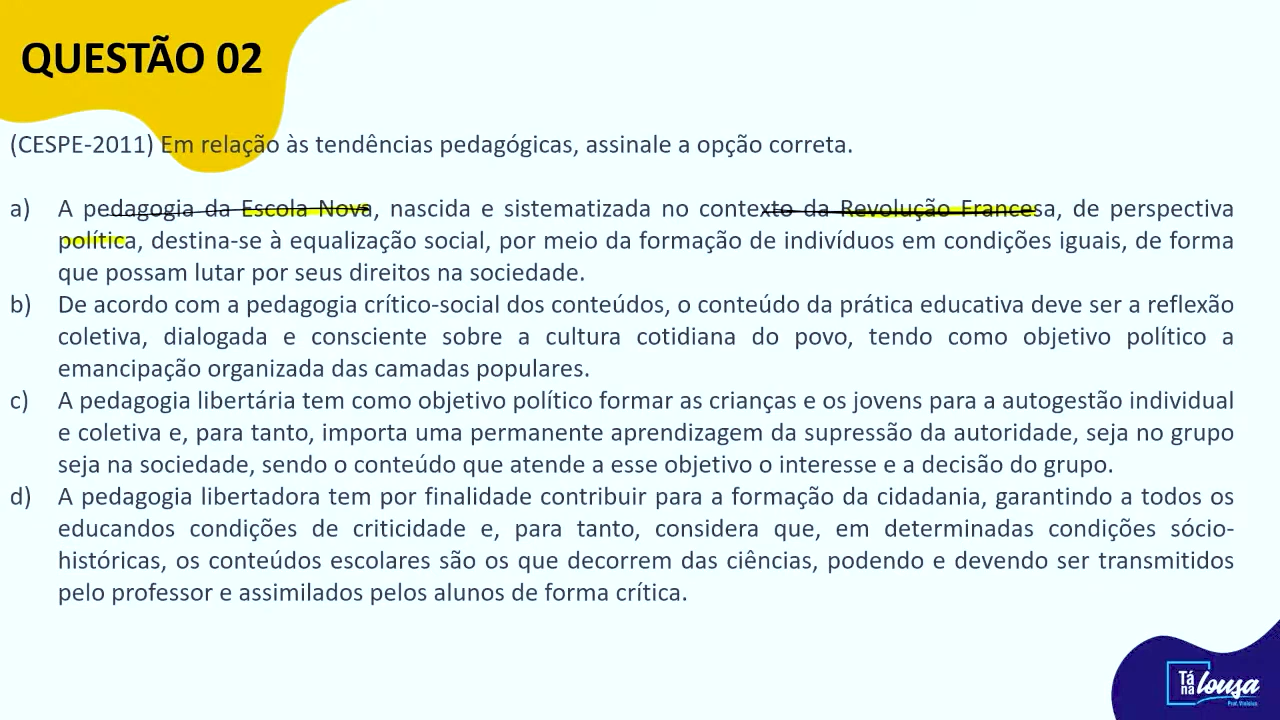 QUESTÃO 02
(CESPE-2011) Em relação às tendências pedagógicas, assinale a opção correta.
a) A pedagogia da Escola Nova, nascida e sistematizada no contexto da Revolução Francesa, de perspectiva
política, destina-se à equalização social, por meio da formação de indivíduos em condições iguais, de forma
que possam lutar por seus direitos na sociedade.
b) De acordo com a pedagogia crítico-social dos conteúdos, o conteúdo da prática educativa deve ser a reflexão
coletiva, dialogada e consciente sobre a cultura cotidiana do povo, tendo como objetivo político a
emancipação organizada das camadas populares.
c) A pedagogia libertária tem como objetivo político formar as crianças e os jovens para a autogestão individual
e coletiva e, para tanto, importa uma permanente aprendizagem da supressão da autoridade, seja no grupo
seja na sociedade, sendo o conteúdo que atende a esse objetivo o interesse e a decisão do grupo.
d) A pedagogia libertadora tem por finalidade contribuir para a formação da cidadania, garantindo a todos os
educandos condições de criticidade e, para tanto, considera que, em determinadas condições sócio-
históricas, os conteúdos escolares são os que decorrem das ciências, podendo e devendo ser transmitidos
pelo professor e assimilados pelos alunos de forma crítica.
Tá
na lousa
Prof. Vinícius